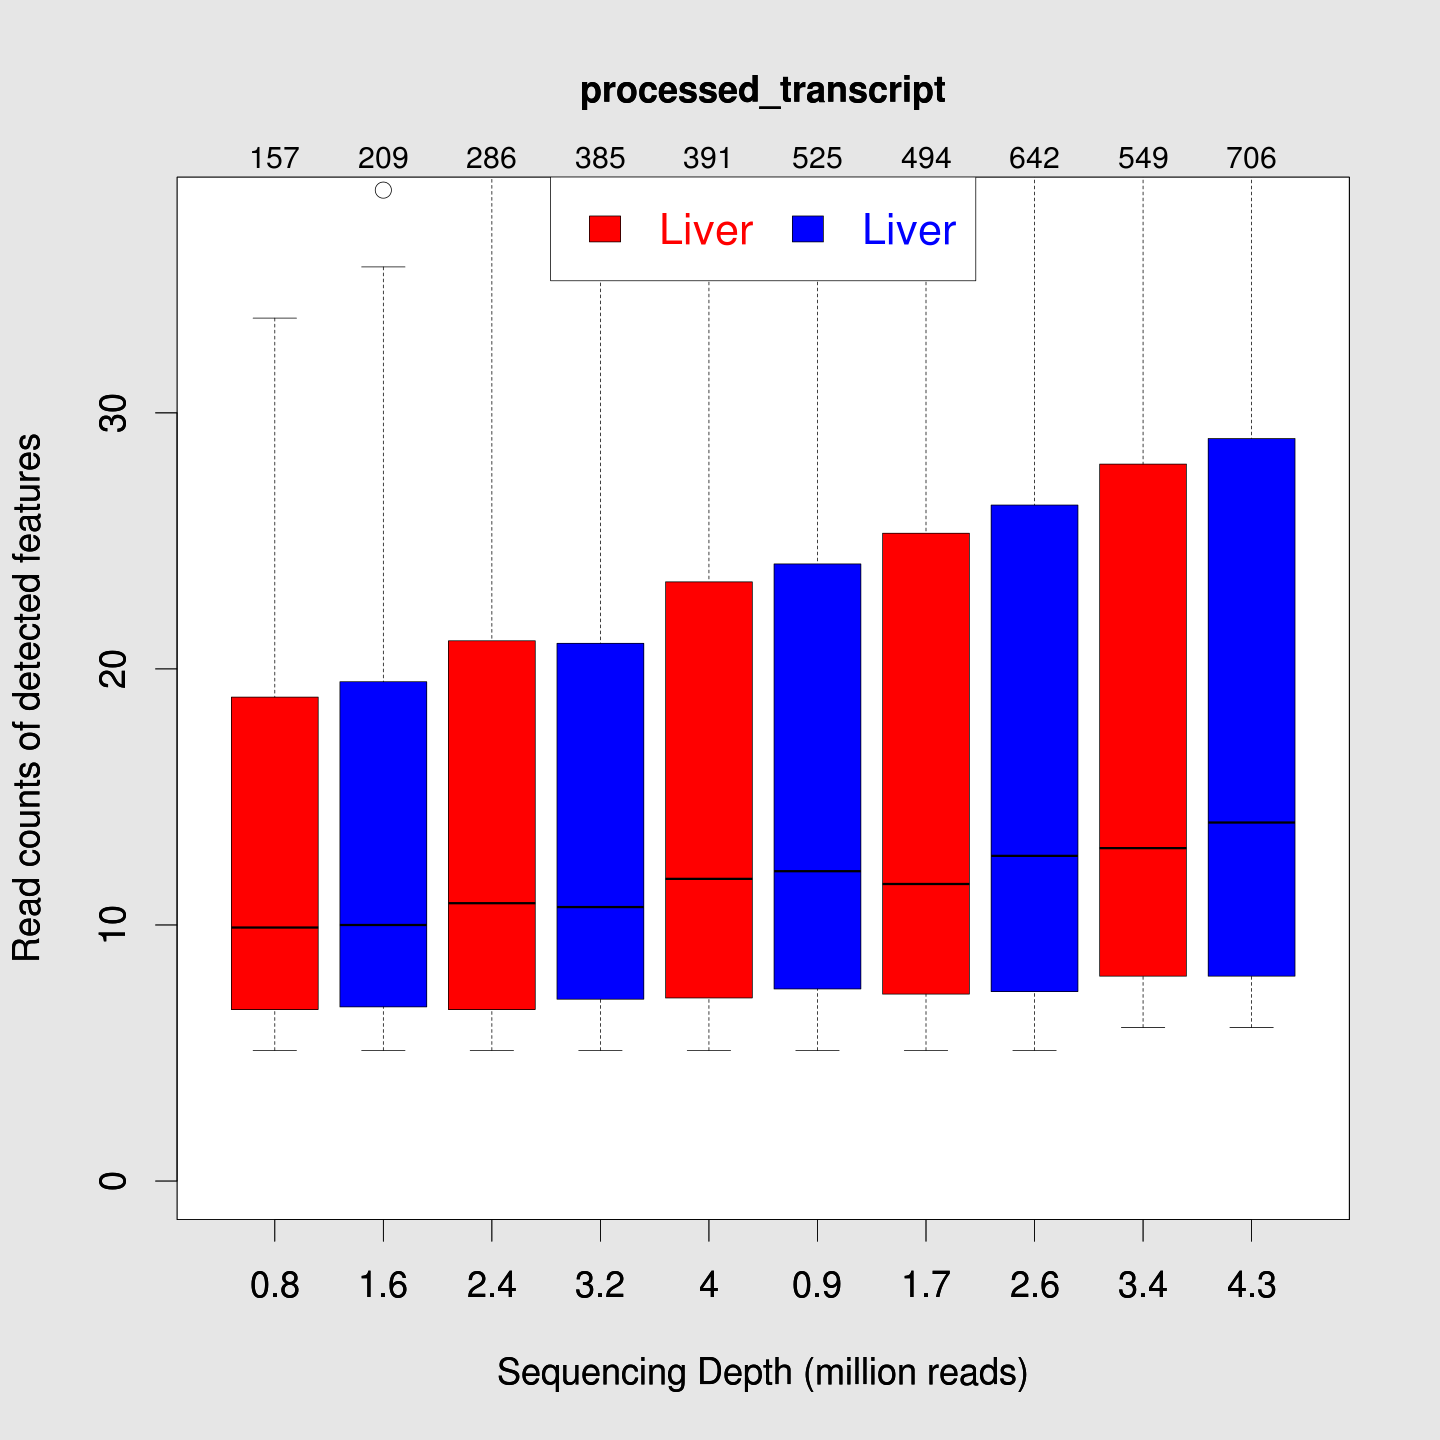 processed_transcript
157 209 286 385 391 525 494 642 549 706
Liver Liver
30
20
10
0
Read counts of detected features
0.8 1.6 2.4 3.2 4 0.9 1.7 2.6 3.4 4.3
Sequencing Depth (million reads)